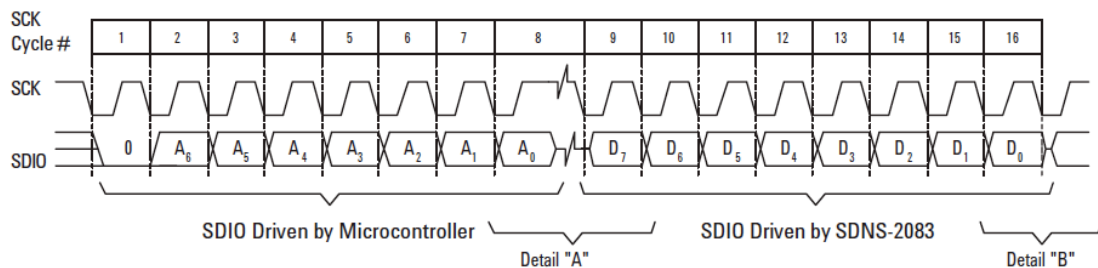 SCK
Cycle # 1 2 3 4 5 6 7 8 9 10 11 12 13 14 15 16
SCK
SDIO 0 A6 A5 A4 A3 A2 A1 A0 D7 D6 D5 D4 D3 D2 D1 D0
SDIO Driven by Microcontroller SDIO Driven by SDNS-2083
Detail "A" Detail "B"